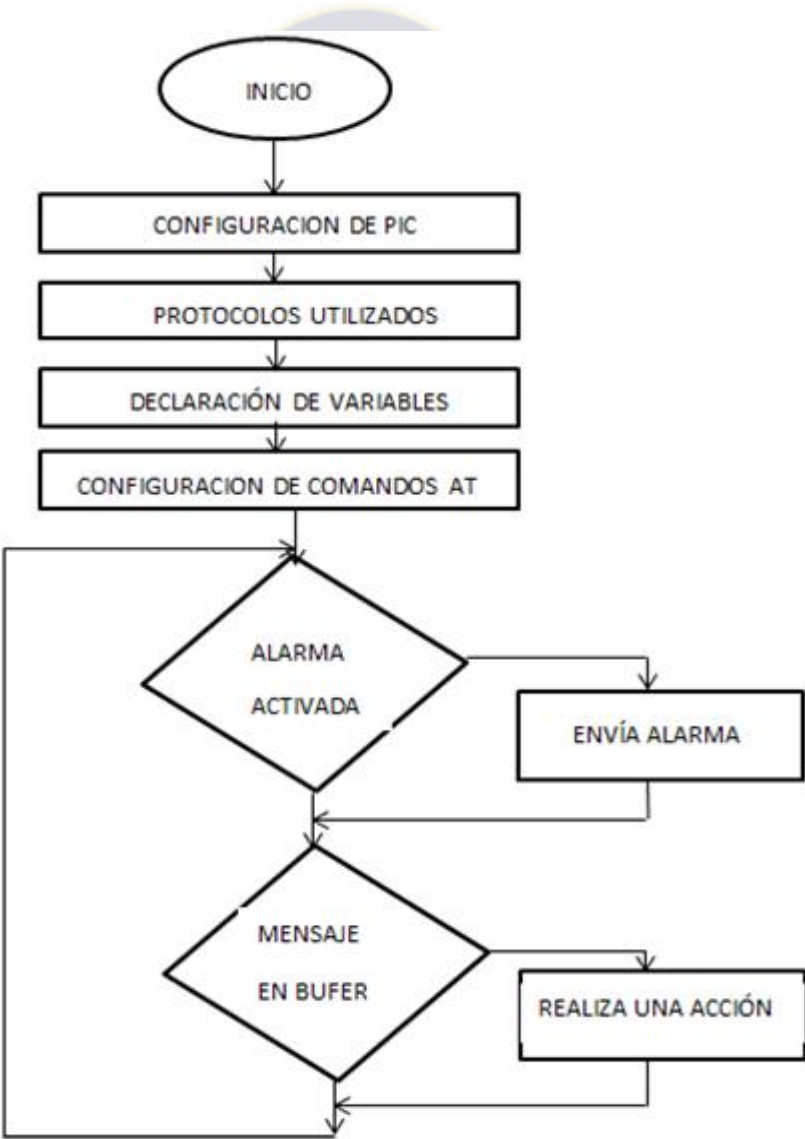 INICIO
CONFIGURACION DE PIC
PROTOCOLOS UTILIZADOS
DECLARACIÓN DE VARIABLES
CONFIGURACION DE COMANDOS AT
ALARMA
ACTIVADA
ENVÍA ALARMA
MENSAJE
EN BUFER
REALIZA UNA ACCIÓN